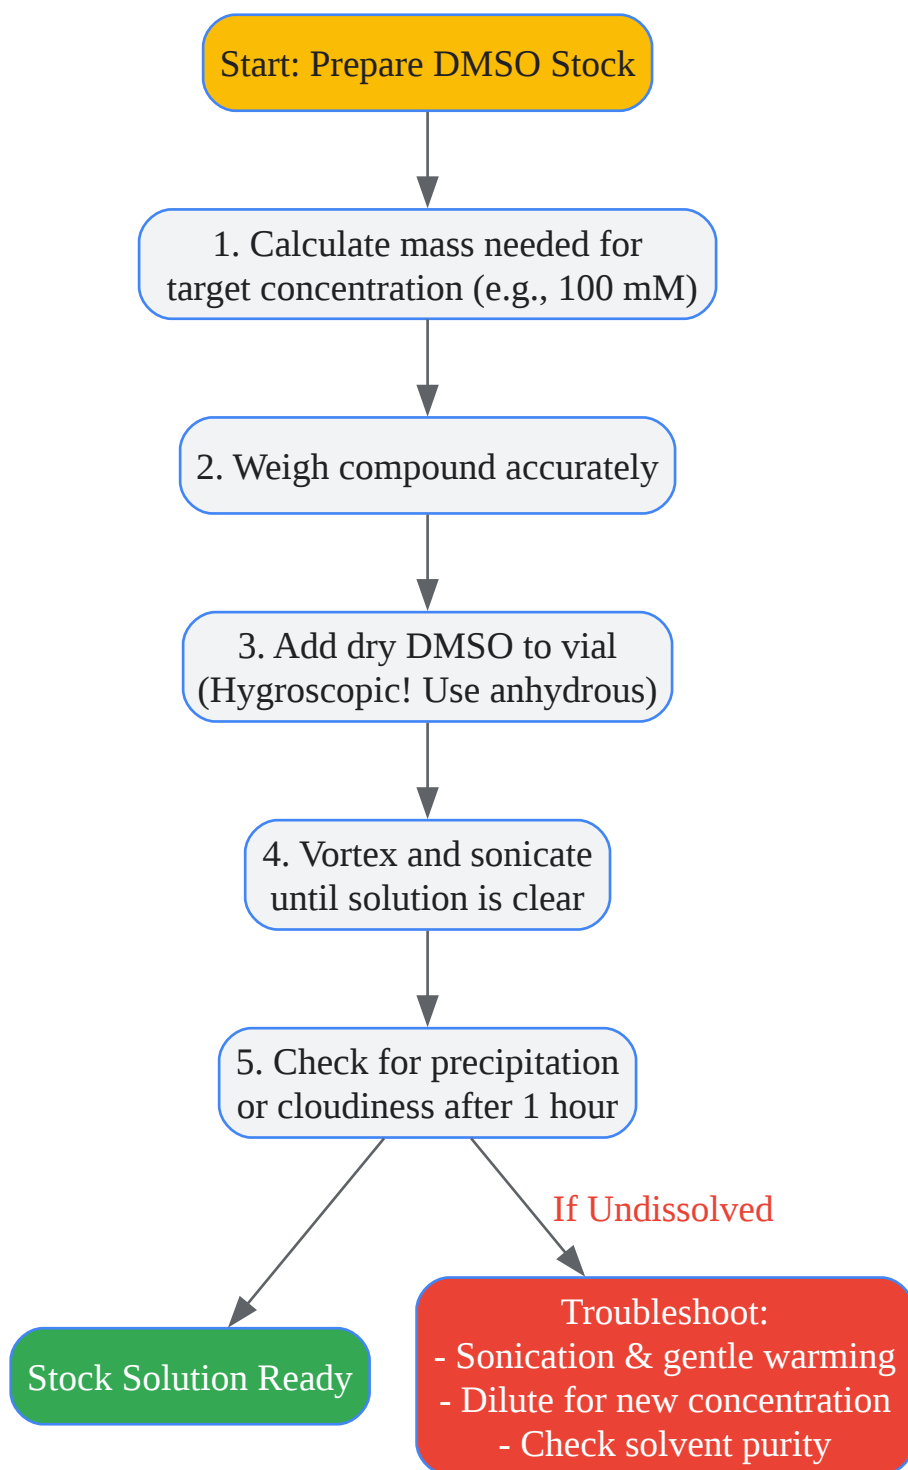 Start: Prepare DMSO Stock
1. Calculate mass needed for
target concentration (e.g., 100 mM)
2. Weigh compound accurately
3. Add dry DMSO to vial
(Hygroscopic! Use anhydrous)
4. Vortex and sonicate
until solution is clear
5. Check for precipitation
or cloudiness after 1 hour
If Undissolved
Stock Solution Ready
Troubleshoot:
- Sonication & gentle warming
- Dilute for new concentration
- Check solvent purity